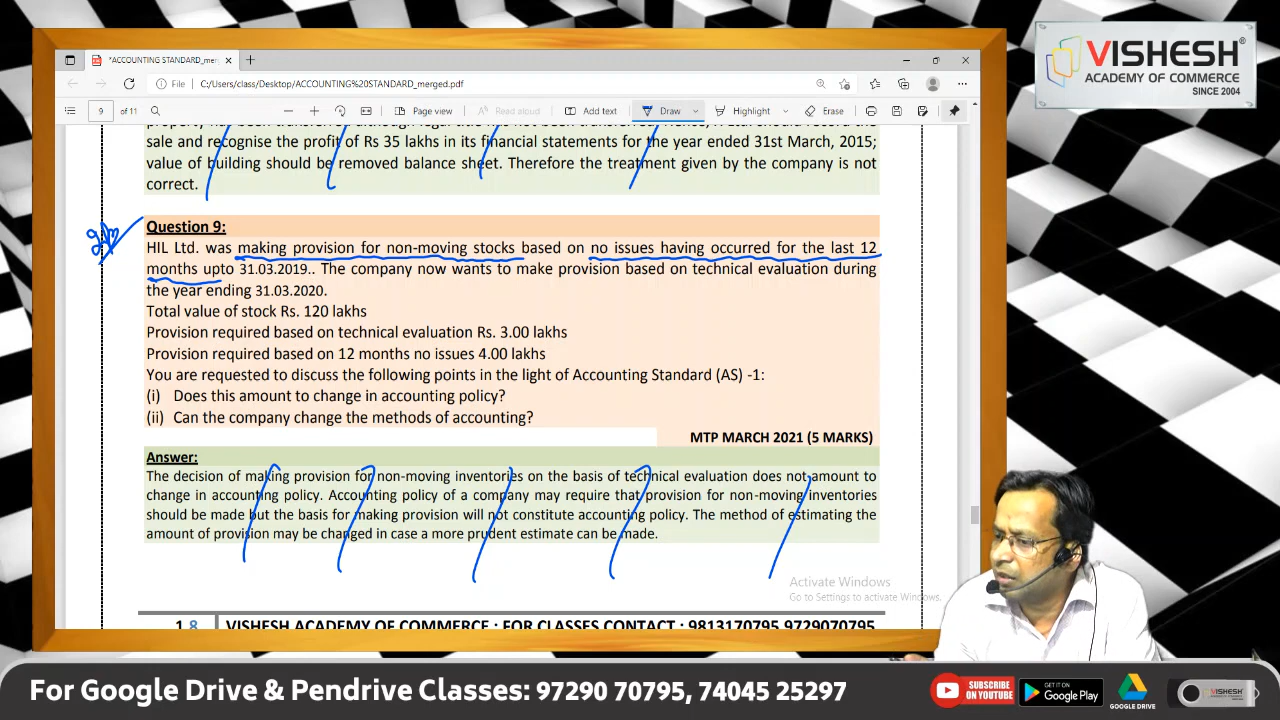 VISHESH®
ACADEMY OF COMMERCE
SINCE 2004
*ACCOUNTING STANDARD_mer
File
C:/Users/class/Desktop/ACCOUNTING%20STANDARD_merged.pdf
9 of 11
Page view
Read aloud
Add text
Draw
Highlight
Erase
sale and recognise the profit of Rs 35 lakhs in its financial statements for the year ended 31st March, 2015;
value of building should be removed balance sheet. Therefore the treatment given by the company is not
correct.
Question 9:
HIL Ltd. was making provision for non-moving stocks based on no issues having occurred for the last 12
months upto 31.03.2019.. The company now wants to make provision based on technical evaluation during
the year ending 31.03.2020.
Total value of stock Rs. 120 lakhs
Provision required based on technical evaluation Rs. 3.00 lakhs
Provision required based on 12 months no issues 4.00 lakhs
You are requested to discuss the following points in the light of Accounting Standard (AS) -1:
(i) Does this amount to change in accounting policy?
(ii) Can the company change the methods of accounting?
MTP MARCH 2021 (5 MARKS)
Answer:
The decision of making provision for non-moving inventories on the basis of technical evaluation does not amount to
change in accounting policy. Accounting policy of a company may require that provision for non-moving inventories
should be made but the basis for making provision will not constitute accounting policy. The method of estimating the
amount of provision may be changed in case a more prudent estimate can be made.
Activate Windows
Go to Settings to activate Windows.
18 VISHESH ACADEMY OF COMMERCE : FOR CLASSES CONTACT : 9813170795 9729070795
For Google Drive & Pendrive Classes: 97290 70795, 74045 25297
SUBSCRIBE
ON YOUTUBE
GET IT ON
Google Play
GOOGLE DRIVE
VISHESH